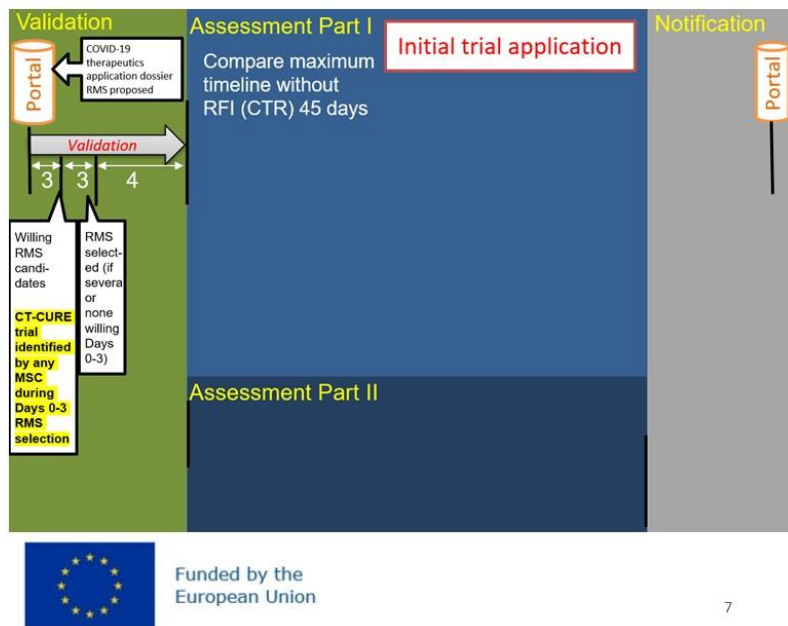 Validation
Assessment Part I
Initial trial application
Notification
Portal
COVID-19
therapeutics
application dossier
RMS proposed
Compare maximum
timeline without
RFI (CTR) 45 days
Portal
Validation
3
3
4
Willing
RMS
candi-
dates
CT-CURE
trial
identified
by any
MSC
during
Days 0-3
RMS
selection
RMS
select-
ed (if
severa
or
none
willing
Days
0-3)
Assessment Part II
Funded by the
European Union
7